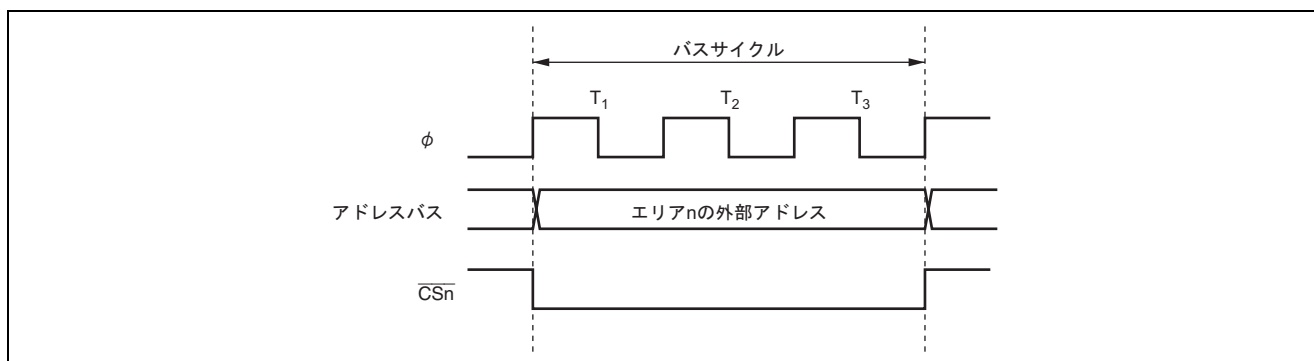 バスサイクル
T1 T2 T3
φ
アドレスバス
エリアnの外部アドレス
CSn